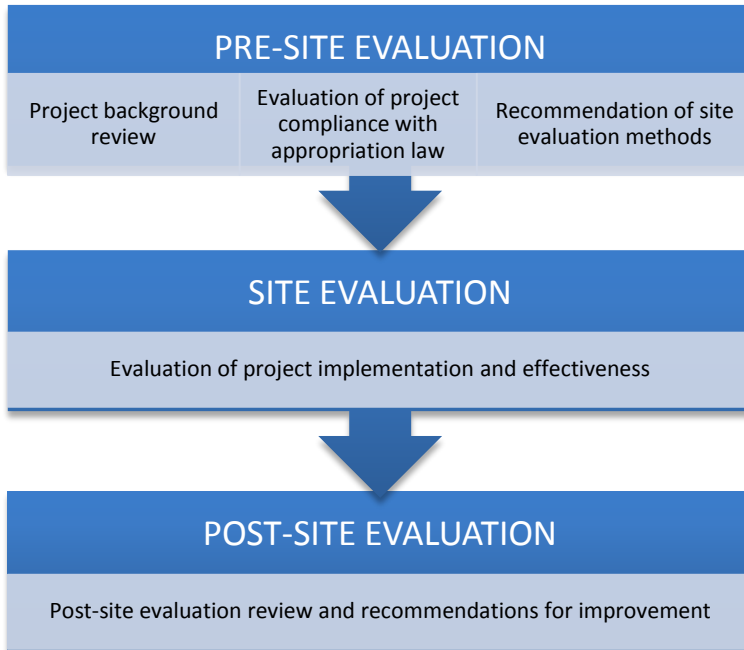 PRE-SITE EVALUATION
Project background
review
Evaluation of project
compliance with
appropriation law
Recommendation of site
evaluation methods
SITE EVALUATION
Evaluation of project implementation and effectiveness
POST-SITE EVALUATION
Post-site evaluation review and recommendations for improvement